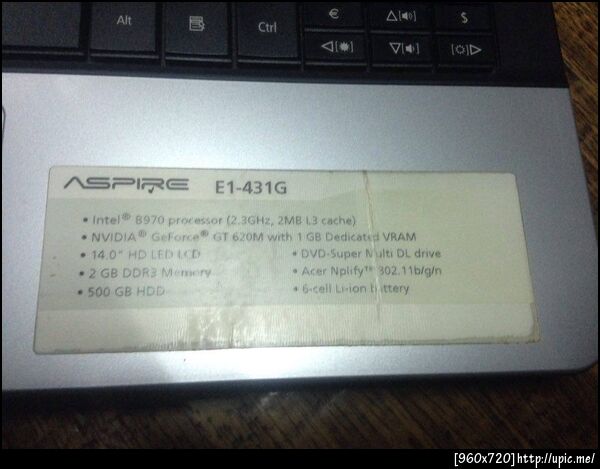 Alt
Ctrl
€
$
ASPIRE E1-431G
• Intel® B970 processor (2.3GHz, 2MB L3 cache)
• NVIDIA® GeForce® GT 620M with 1 GB Dedicated VRAM
• 14.0" HD LED LCD
• DVD-Super Multi DL drive
• 2 GB DDR3 Memory
• Acer Nplify™ 802.11b/g/n
• 500 GB HDD
• 6-cell Li-ion battery
[960x720]http://upic.me/